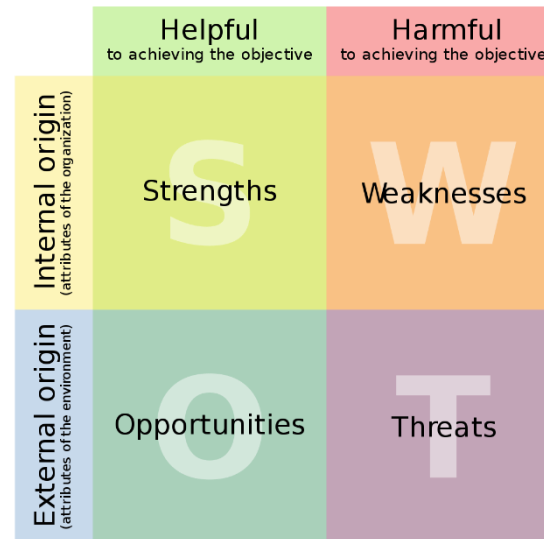 Helpful
to achieving the objective
Harmful
to achieving the objective
Internal origin
(attributes of the organization)
S
Strengths
W
Weaknesses
External origin
(attributes of the environment)
O
Opportunities
T
Threats